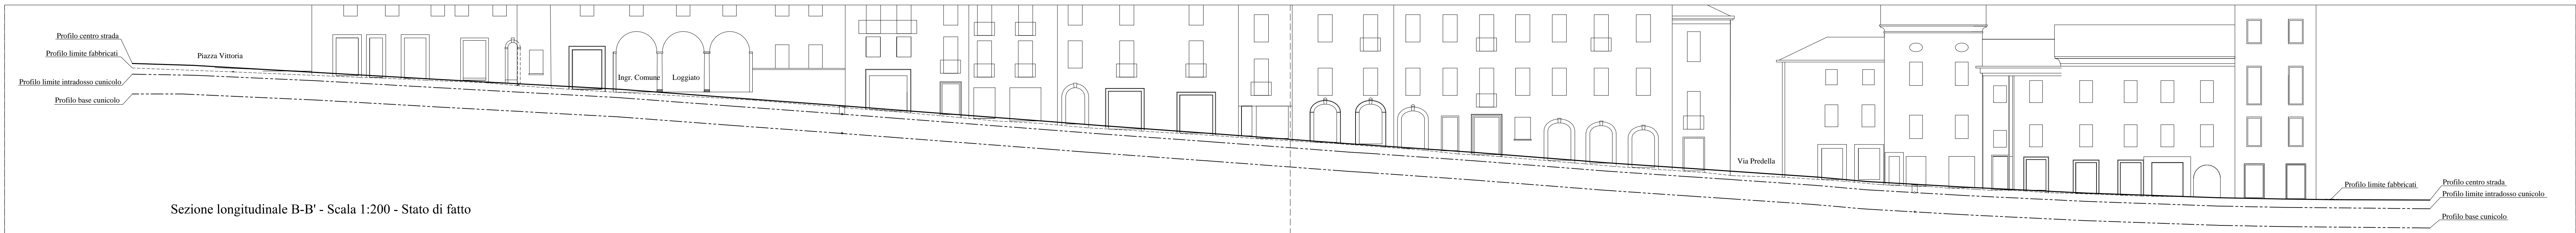 Profilo centro strada
Profilo limite fabbricati
Piazza Vittoria
Profilo limite intradosso cunicolo
Profilo base cunicolo
Ingr. Comune
Loggiato
Via Predella
Profilo limite fabbricati
Profilo centro strada
Profilo limite intradosso cunicolo
Profilo base cunicolo
Sezione longitudinale B-B' - Scala 1:200 - Stato di fatto